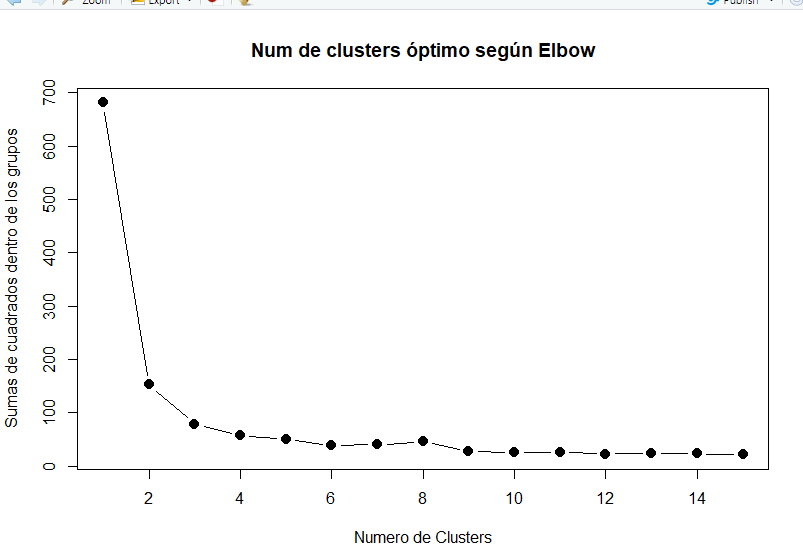 Zoom Export Publish
Num de clusters óptimo según Elbow
Sumas de cuadrados dentro de los grupos
700
600
500
400
300
200
100
0
2 4 6 8 10 12 14
Numero de Clusters